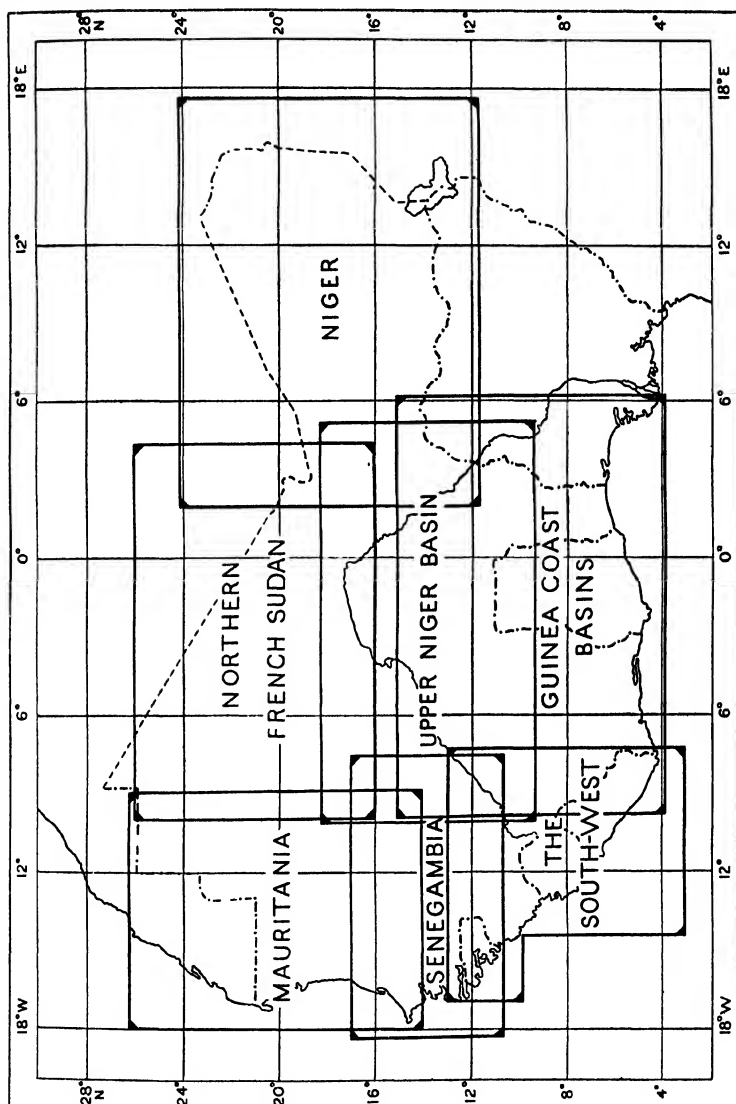 18°W
12°
6°
0°
6°
12°
18°E
28°
N
24°
20°
16°
12°
8°
4°
28°
N
24°
20°
16°
12°
8°
4°
18°W
12°
6°
0°
6°
12°
18°E
MAURITANIA
NORTHERN
FRENCH SUDAN
NIGER
SENEGAMBIA
UPPER NIGER BASIN
THE
SOUTH-WEST
GUINEA COAST
BASINS